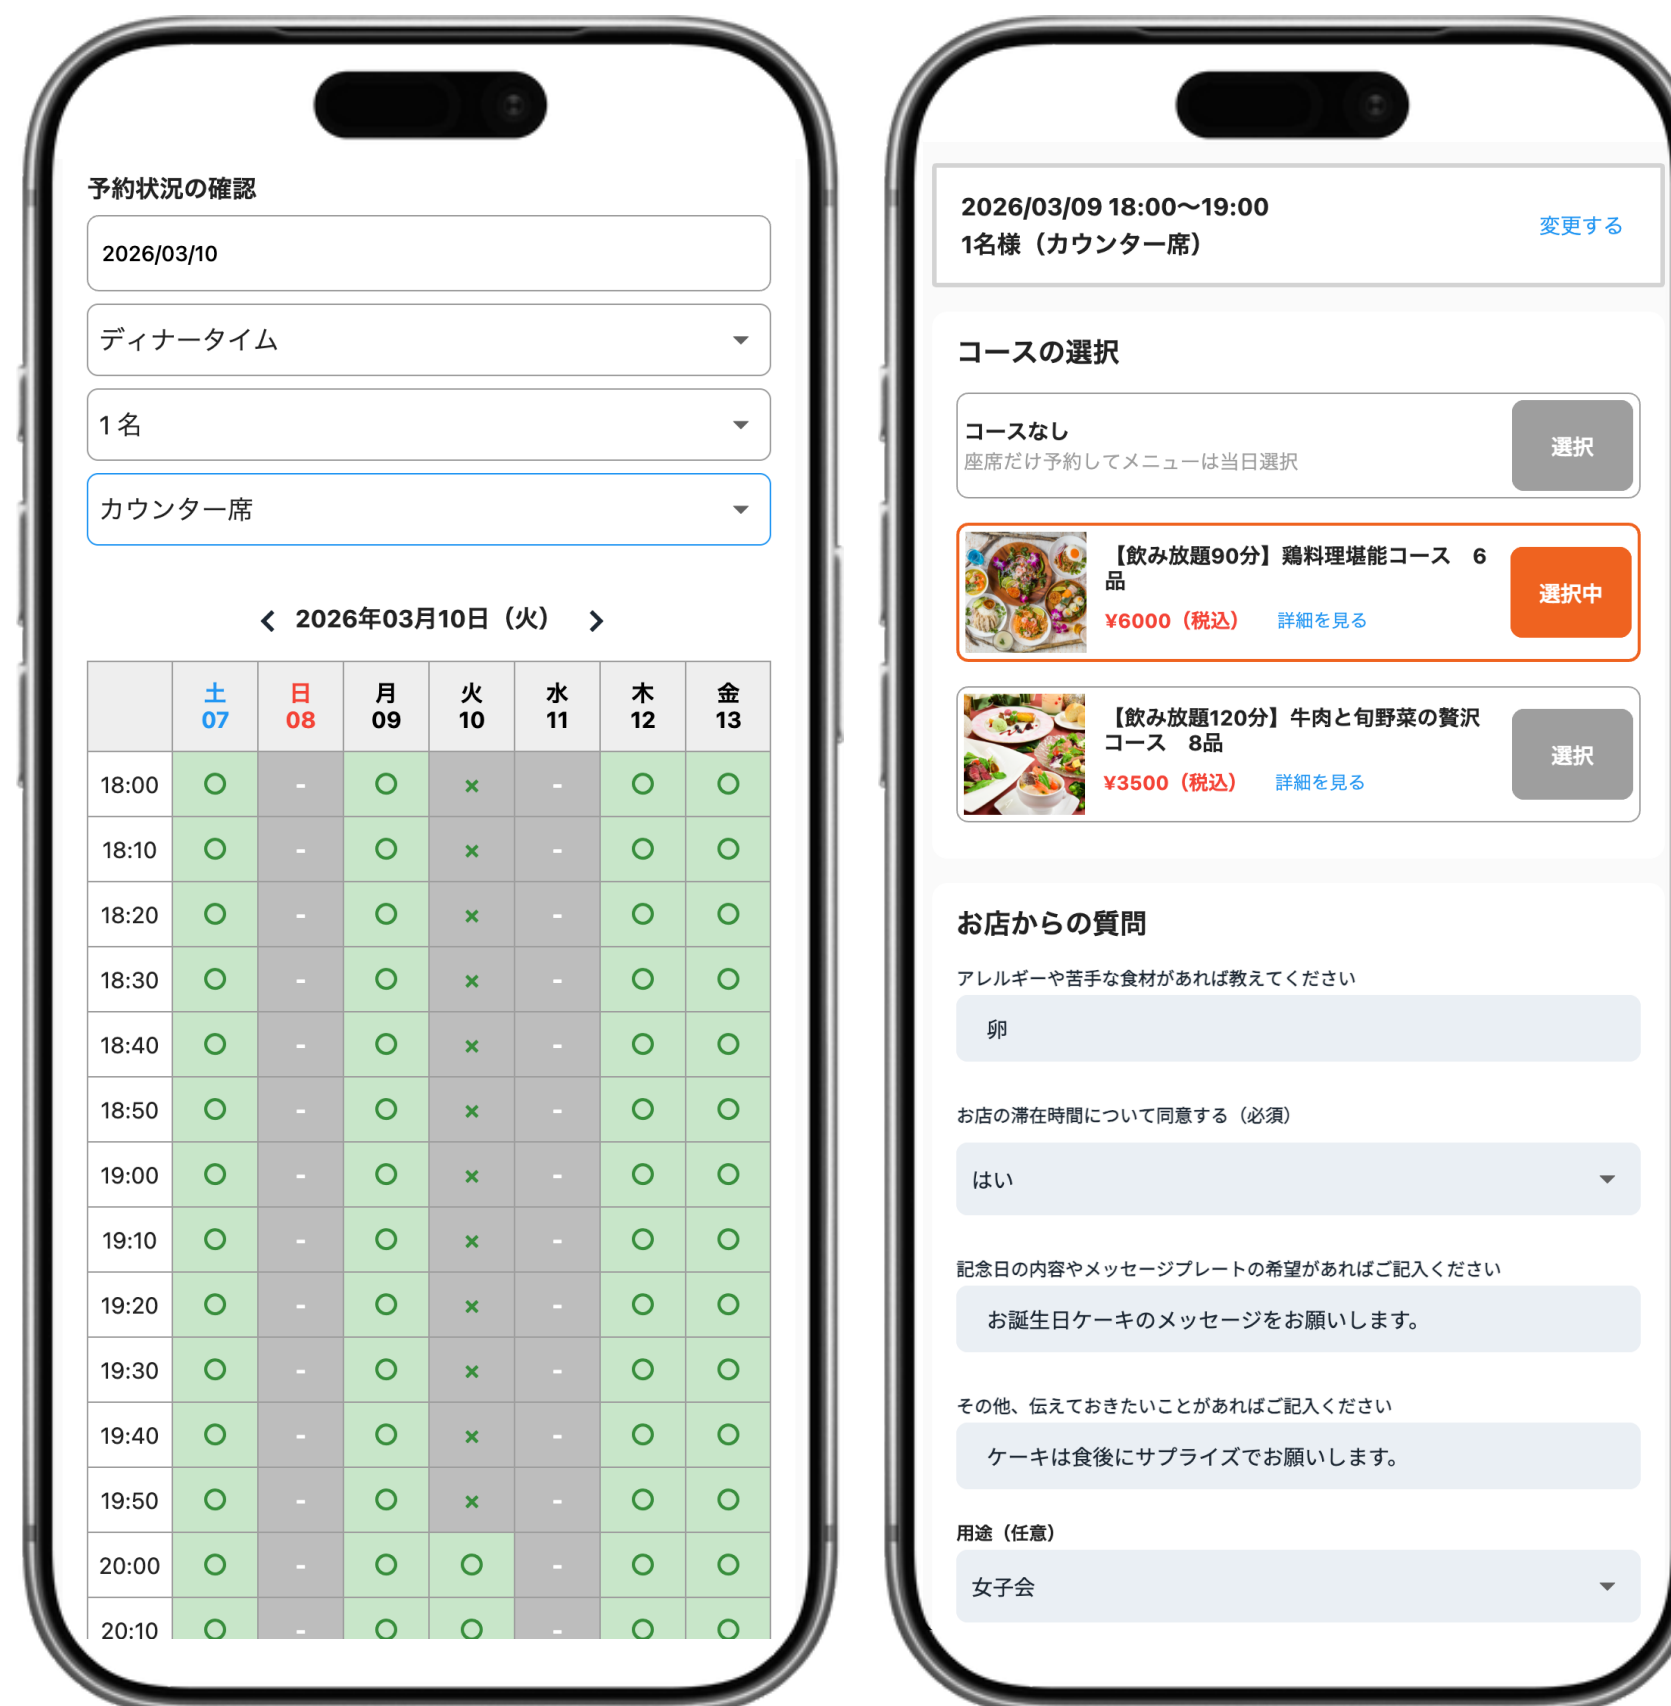 予約状況の確認
2026/03/10
ディナータイム
1 名
カウンター席
2026年03月10日（火）
土 日 月 火 水 木 金
07 08 09 10 11 12 13
18:00 ○ - ○ × - ○ ○
18:10 ○ - ○ × - ○ ○
18:20 ○ - ○ × - ○ ○
18:30 ○ - ○ × - ○ ○
18:40 ○ - ○ × - ○ ○
18:50 ○ - ○ × - ○ ○
19:00 ○ - ○ × - ○ ○
19:10 ○ - ○ × - ○ ○
19:20 ○ - ○ × - ○ ○
19:30 ○ - ○ × - ○ ○
19:40 ○ - ○ × - ○ ○
19:50 ○ - ○ × - ○ ○
20:00 ○ - ○ ○ - ○ ○
20:10 ○ - ○ ○ - ○ ○
2026/03/09 18:00～19:00
1名様（カウンター席）
変更する
コースの選択
コースなし
座席だけ予約してメニューは当日選択
選択
【飲み放題90分】鶏料理堪能コース　6
品
¥6000（税込） 詳細を見る
選択中
【飲み放題120分】牛肉と旬野菜の贅沢
コース　8品
¥3500（税込） 詳細を見る
選択
お店からの質問
アレルギーや苦手な食材があれば教えてください
卵
お店の滞在時間について同意する（必須）
はい
記念日の内容やメッセージプレートの希望があればご記入ください
お誕生日ケーキのメッセージをお願いします。
その他、伝えておきたいことがあればご記入ください
ケーキは食後にサプライズでお願いします。
用途（任意）
女子会